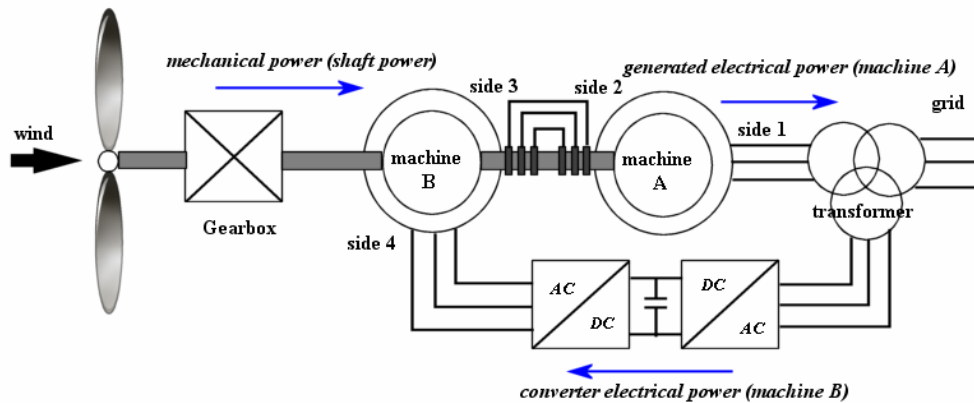 mechanical power (shaft power)
generated electrical power (machine A)
side 3
side 2
grid
wind
side 1
machine
B
machine
A
Gearbox
transformer
side 4
AC
DC
DC
AC
converter electrical power (machine B)